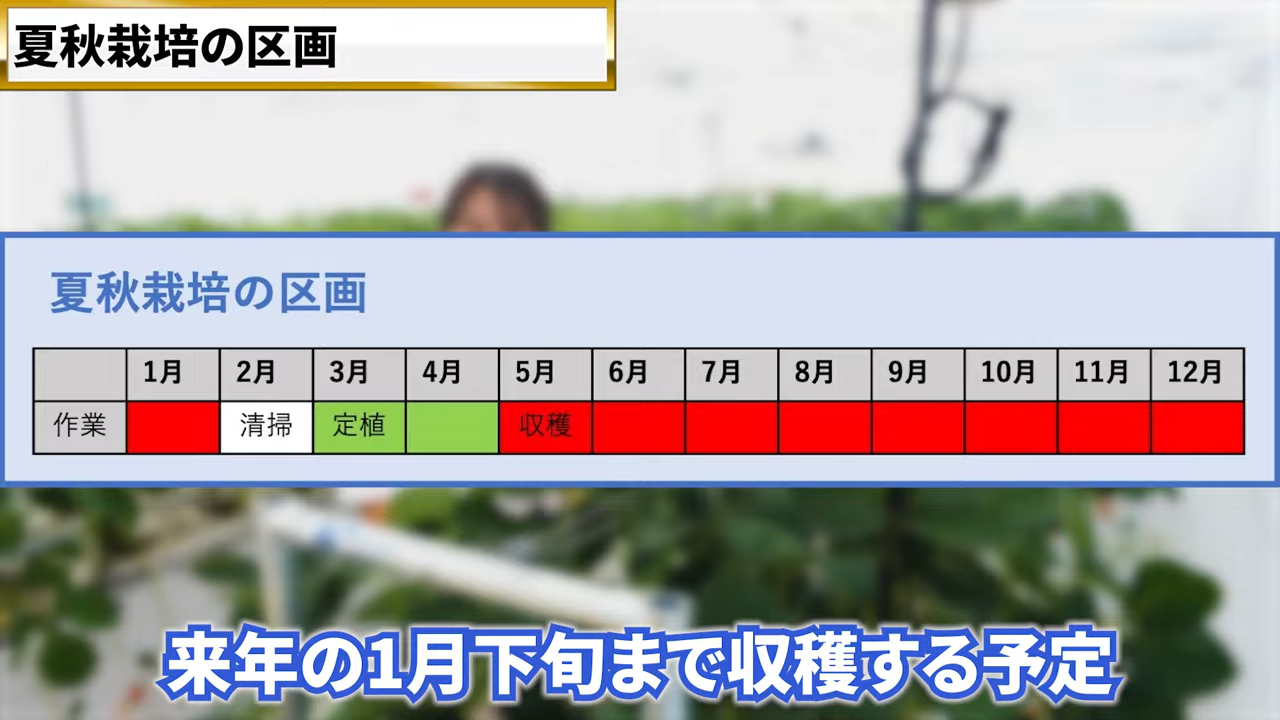 夏秋栽培の区画
夏秋栽培の区画
1月 2月 3月 4月 5月 6月 7月 8月 9月 10月 11月 12月
作業 清掃 定植 収穫
来年の1月下旬まで収穫する予定